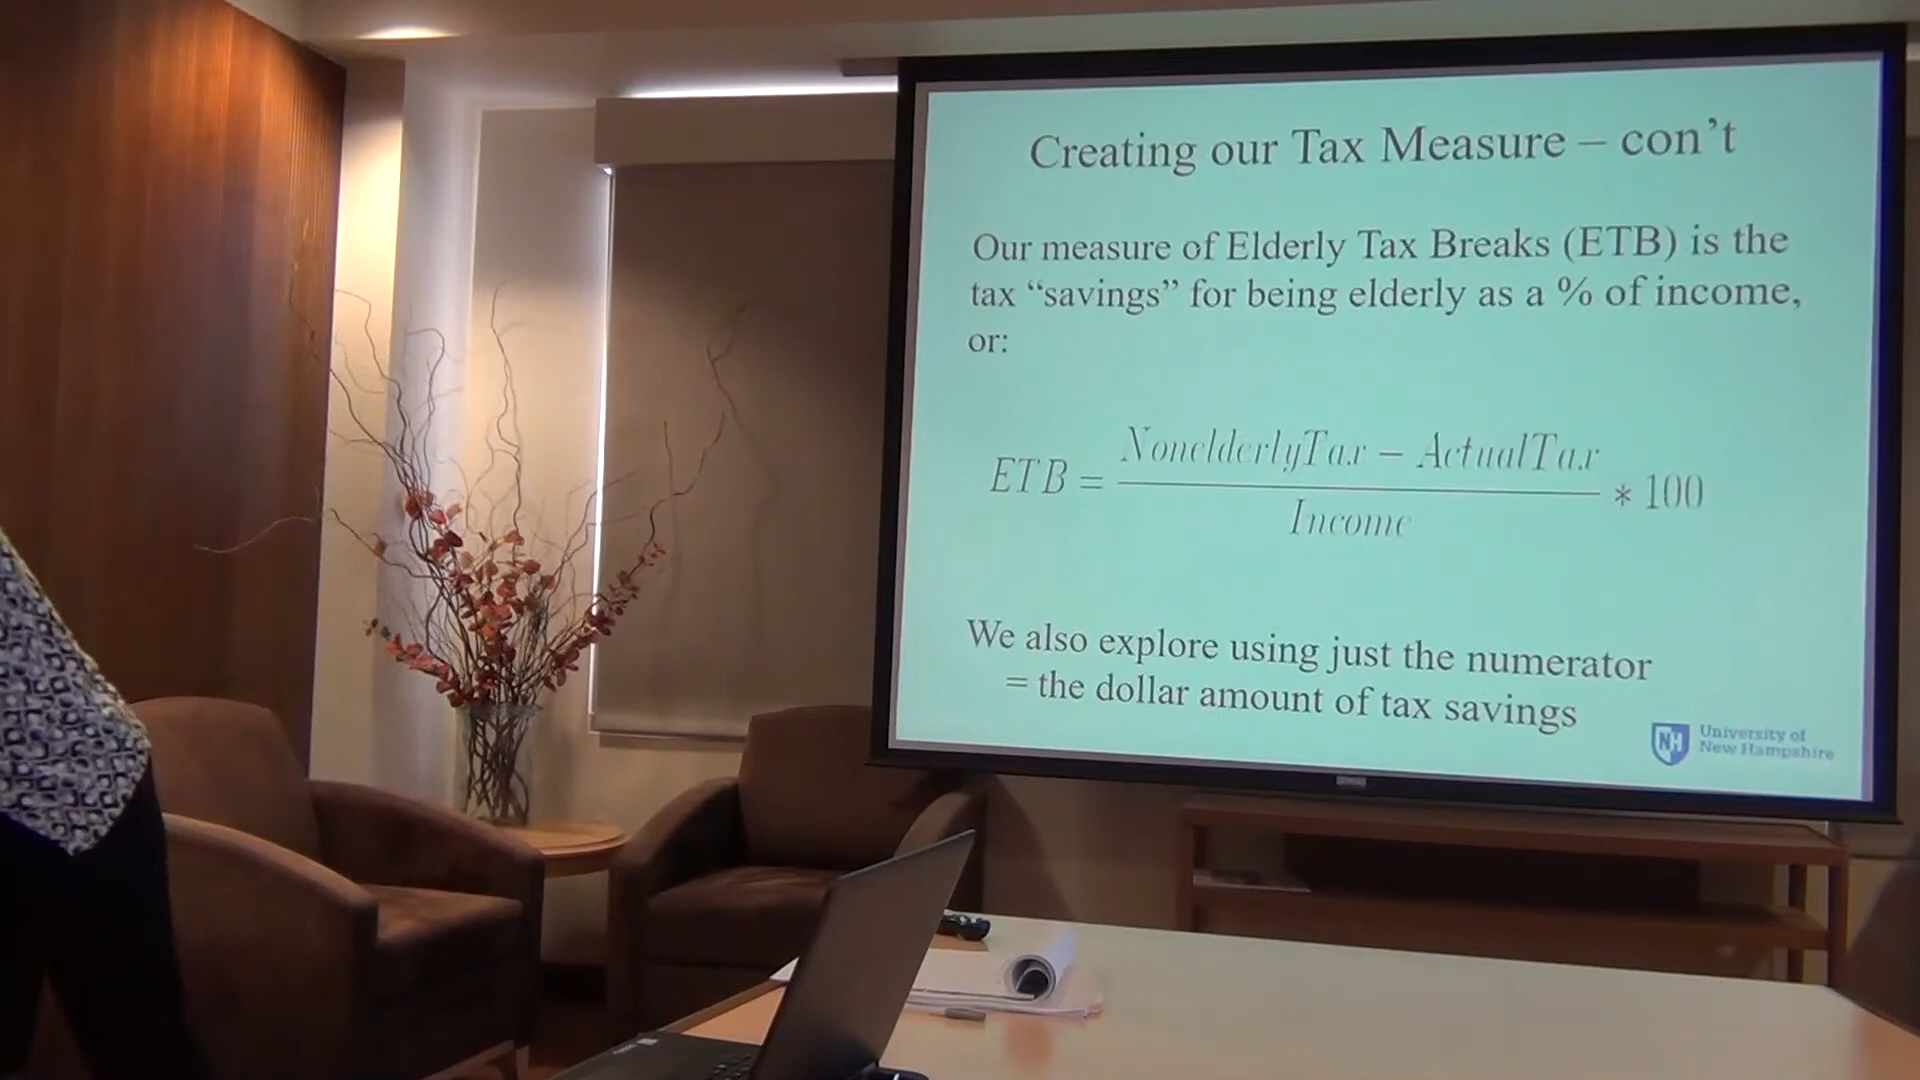 Creating our Tax Measure – con't
Our measure of Elderly Tax Breaks (ETB) is the
tax “savings” for being elderly as a % of income,
or:
ETB = NonelderlyTax − ActualTax / Income * 100
We also explore using just the numerator
= the dollar amount of tax savings
NH
University of
New Hampshire